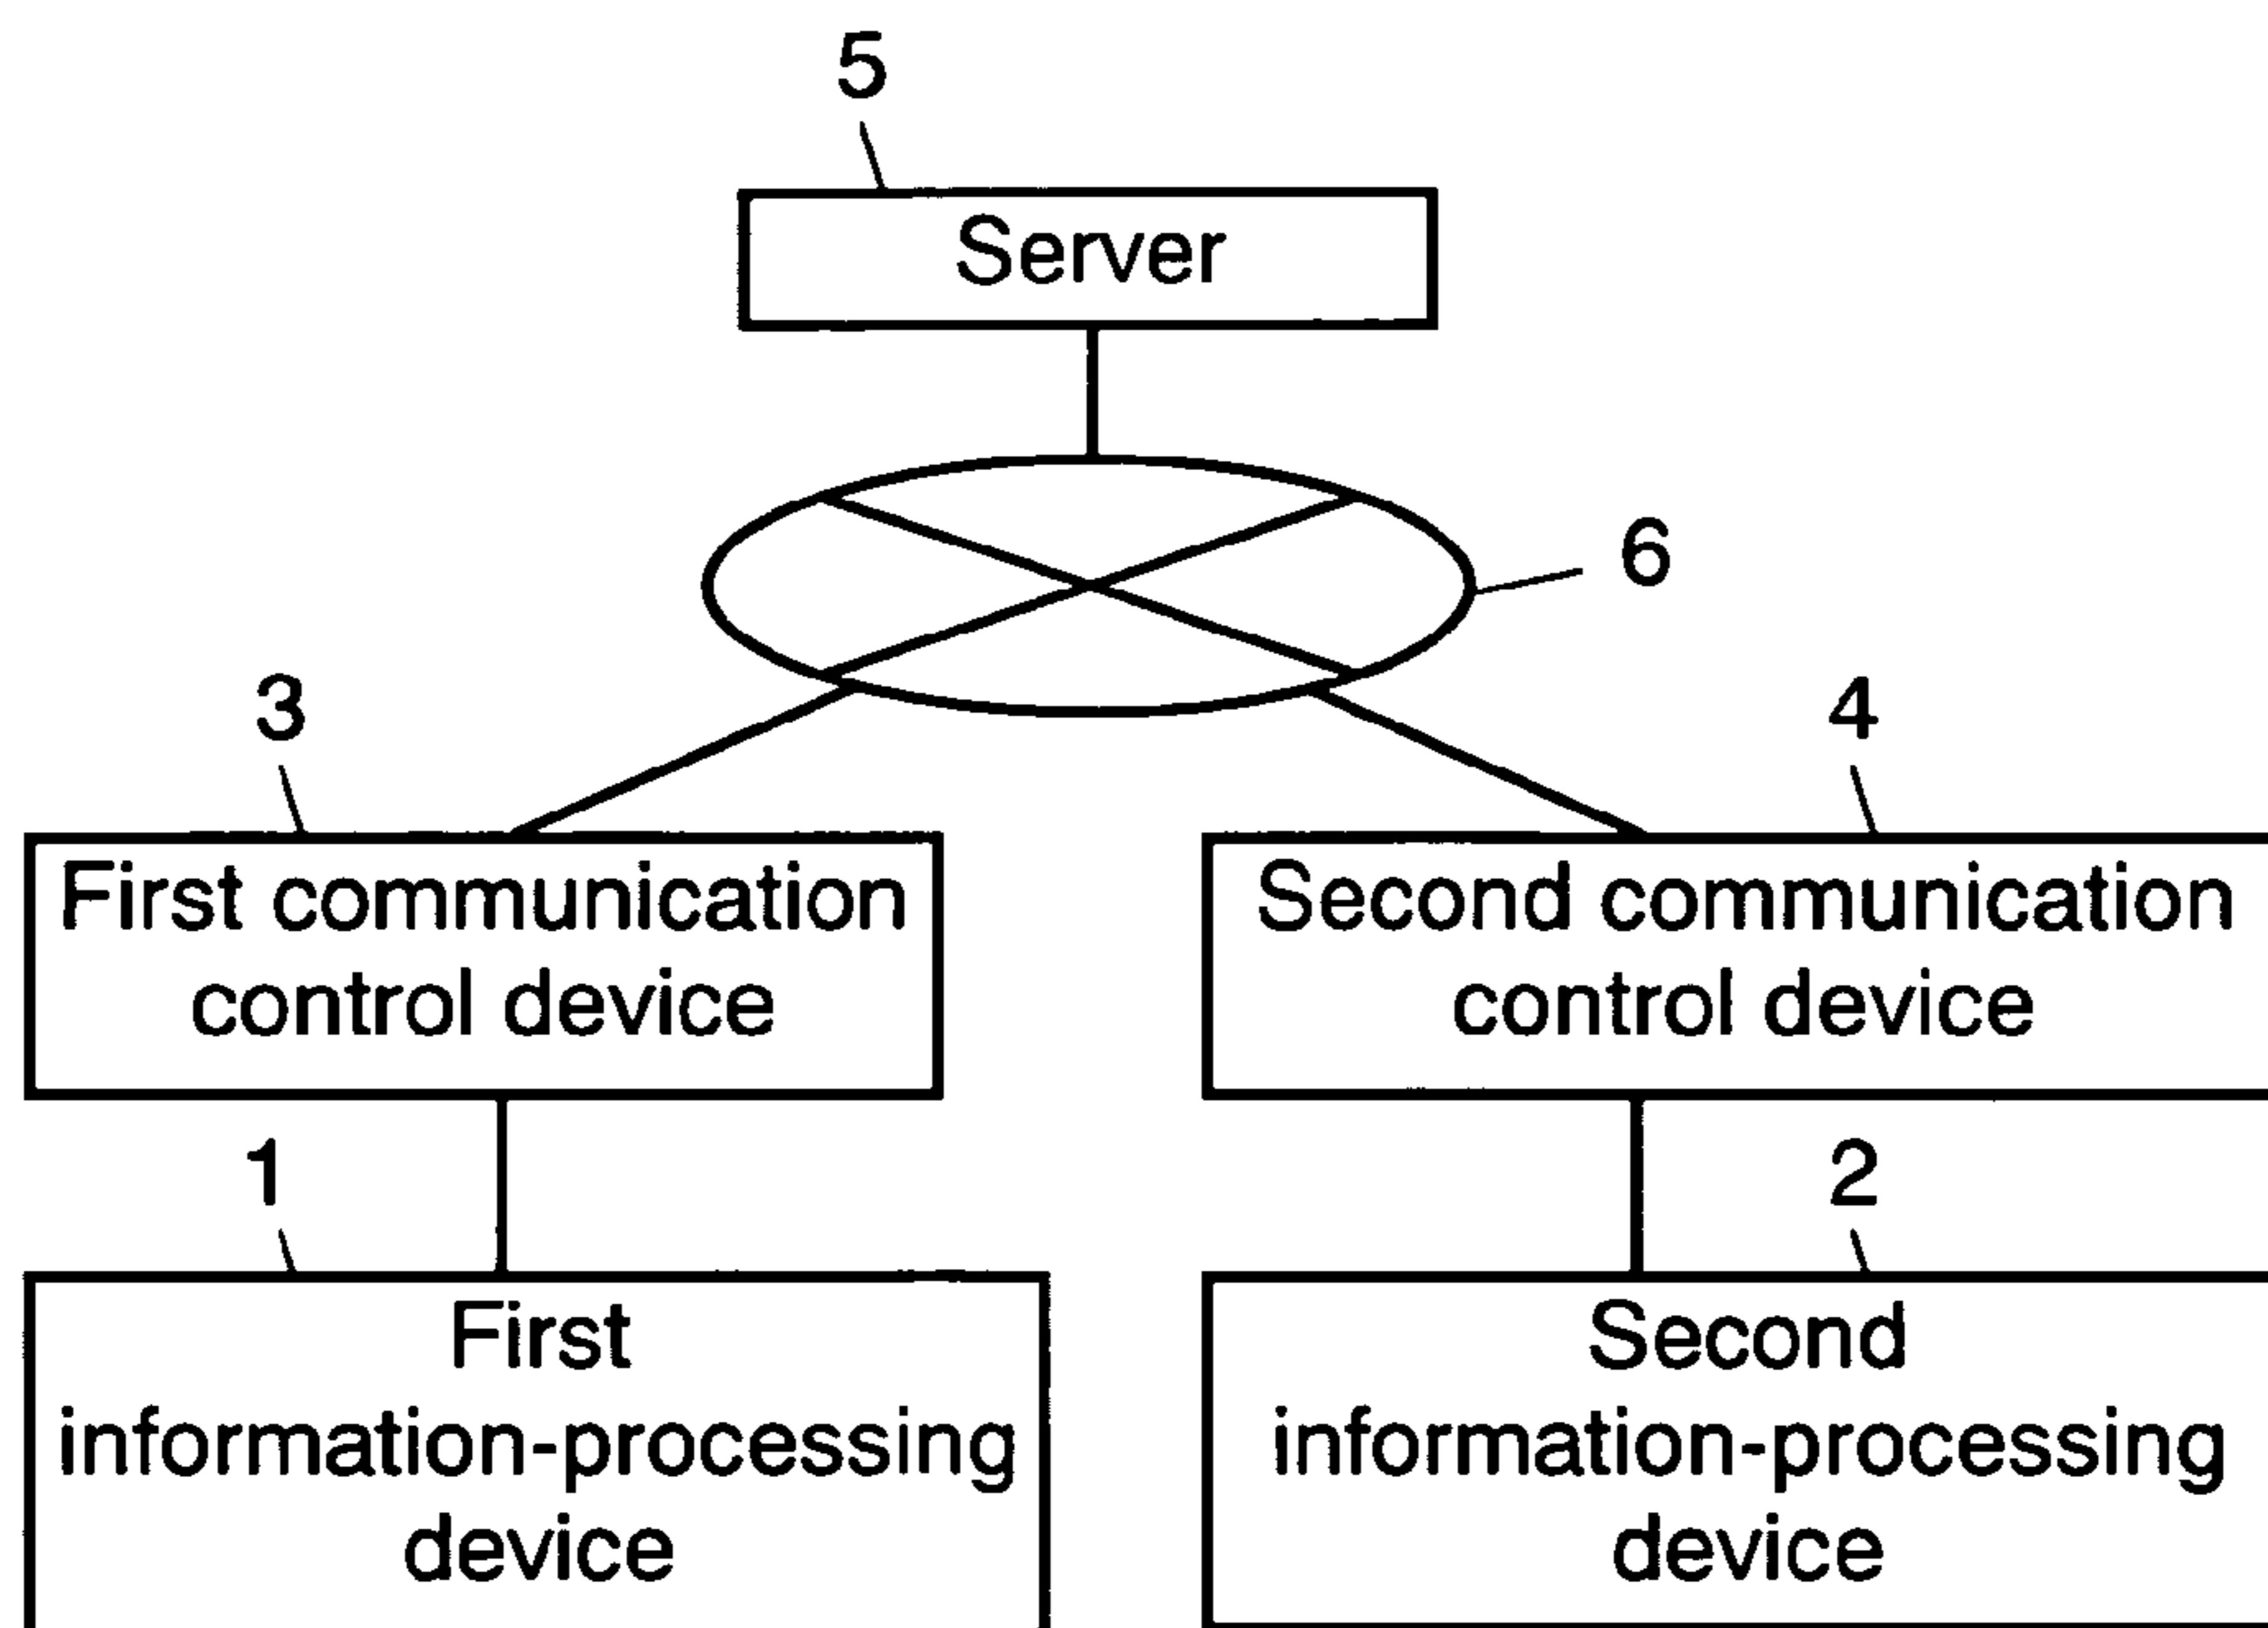 5
Server
6
3
4
First communication
control device
Second communication
control device
1
2
First
information-processing
device
Second
information-processing
device